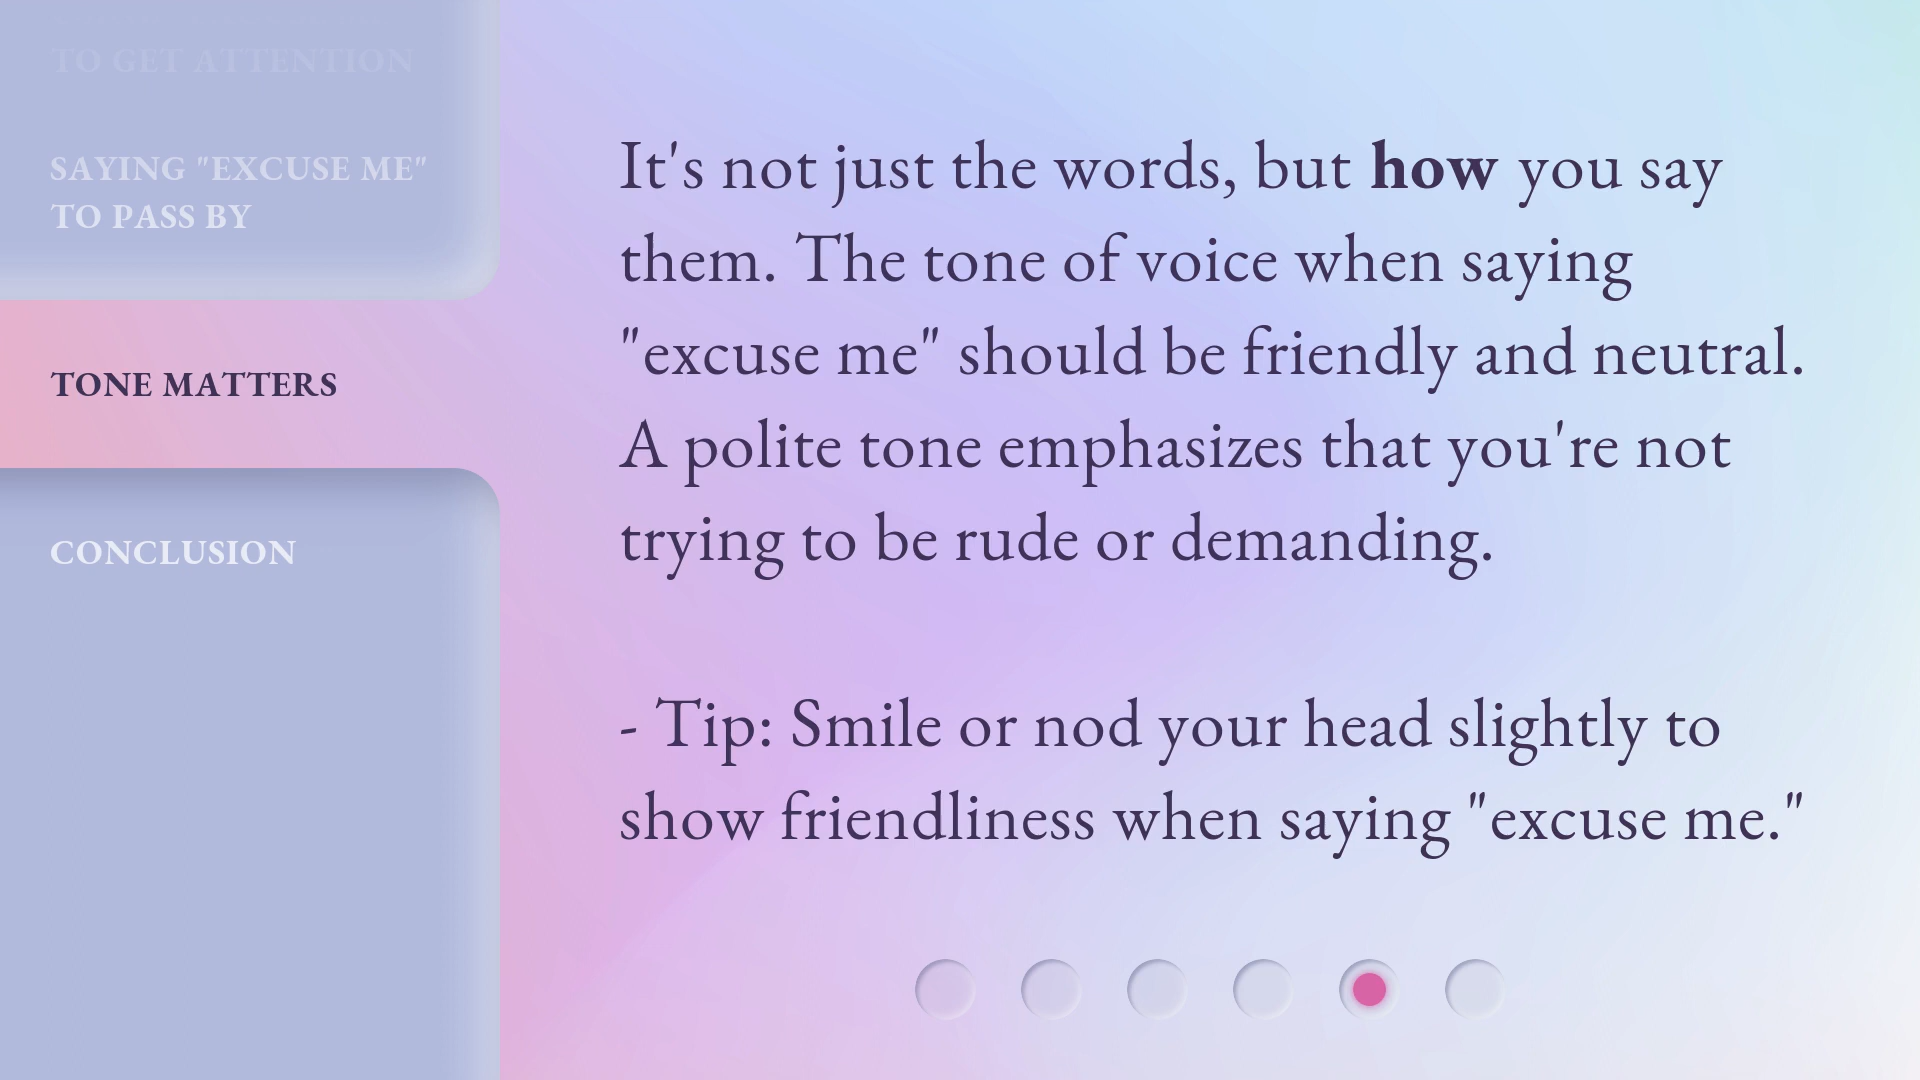 TO GET ATTENTION
SAYING "EXCUSE ME"
TO PASS BY
TONE MATTERS
CONCLUSION
It's not just the words, but how you say
them. The tone of voice when saying
"excuse me" should be friendly and neutral.
A polite tone emphasizes that you're not
trying to be rude or demanding.
- Tip: Smile or nod your head slightly to
show friendliness when saying "excuse me."